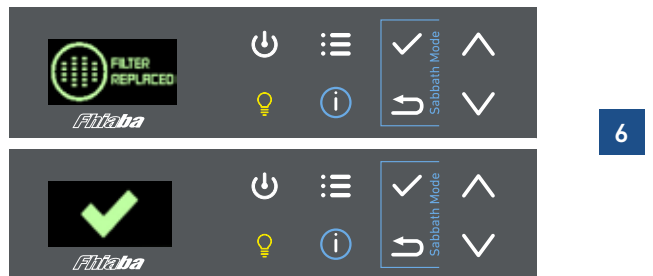 FILTER
REPLACED
Fhiaba
Sabbath Mode
6
Fhiaba
Sabbath Mode